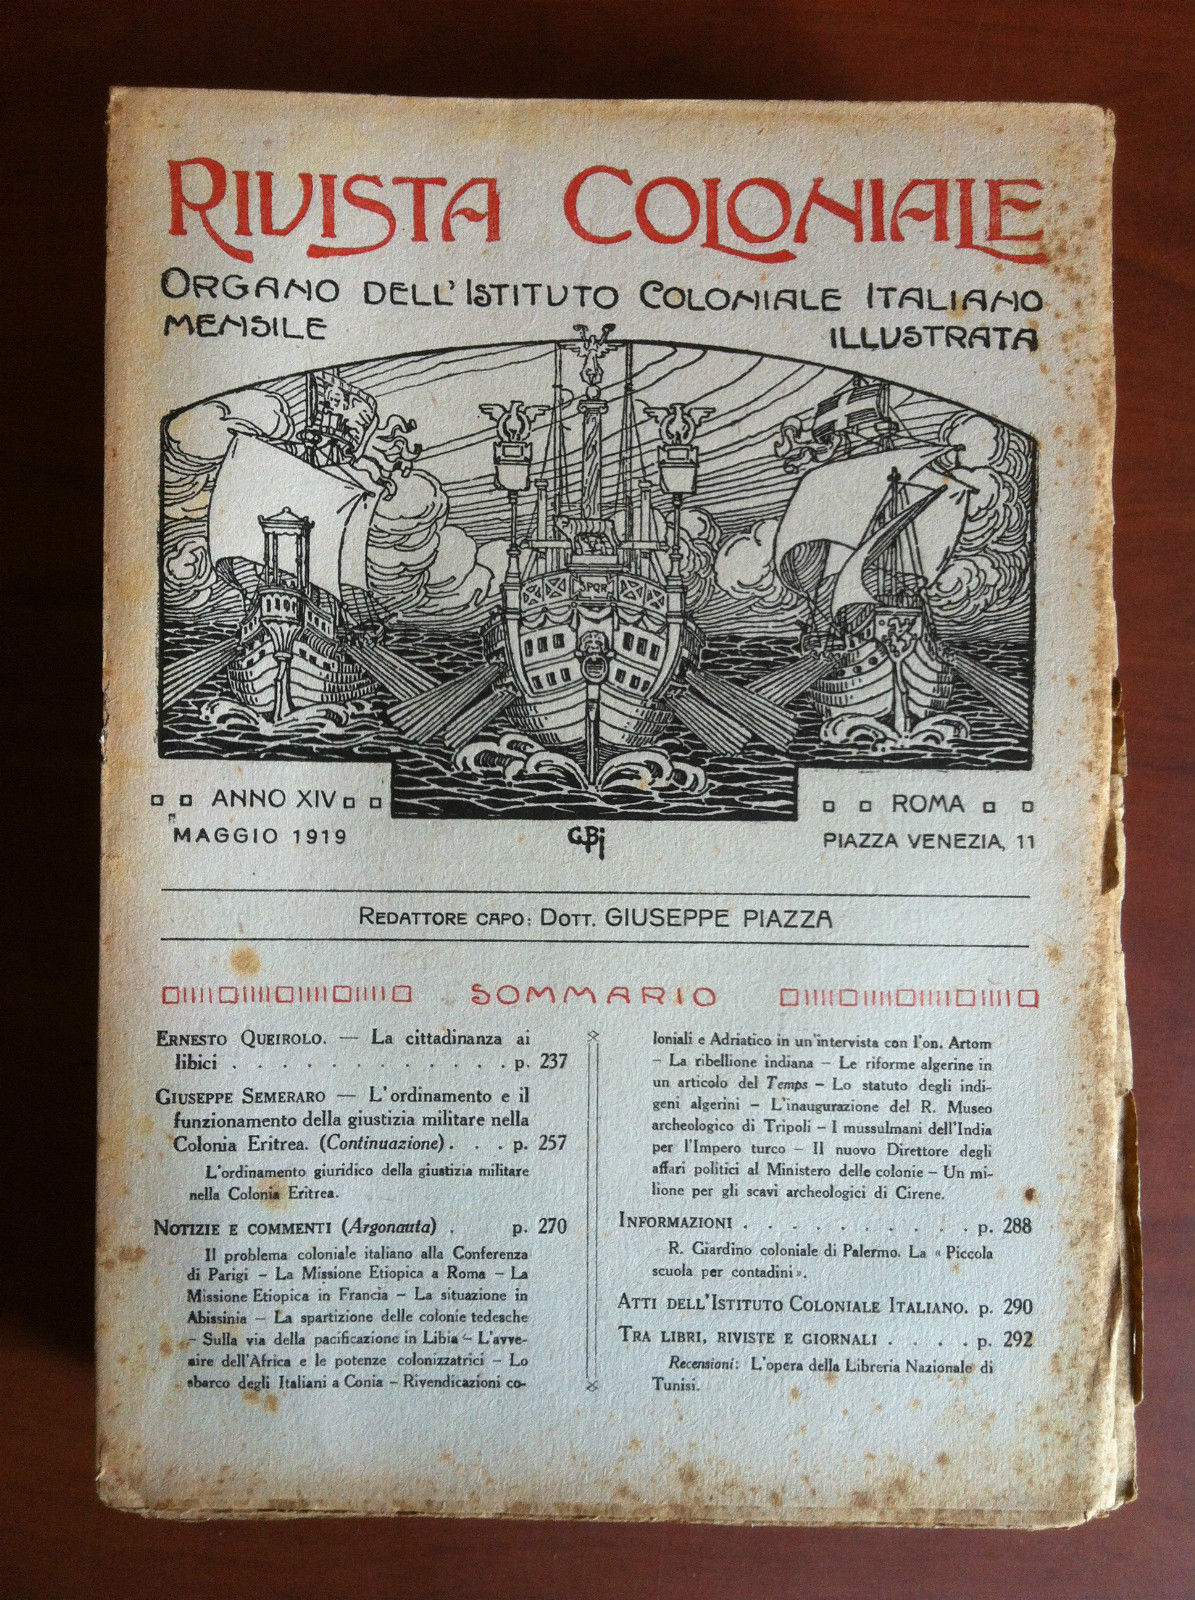 RIVISTA COLONIALE
ORGANO DELL'ISTITUTO COLONIALE ITALIANO
MENSILE ILLUSTRATA
SPQR
ANNO XIV
MAGGIO 1919
GBi
ROMA
PIAZZA VENEZIA, 11
REDATTORE CAPO: DOTT. GIUSEPPE PIAZZA
SOMMARIO
ERNESTO QUEIROLO. — La cittadinanza ai
libici . . . . . . . . . . . . p. 237
GIUSEPPE SEMERARO — L'ordinamento e il
funzionamento della giustizia militare nella
Colonia Eritrea. (Continuazione) . . . p. 257
L'ordinamento giuridico della giustizia militare
nella Colonia Eritrea.
NOTIZIE E COMMENTI (Argonauta) . p. 270
Il problema coloniale italiano alla Conferenza
di Parigi – La Missione Etiopica a Roma – La
Missione Etiopica in Francia – La situazione in
Abissinia – La spartizione delle colonie tedesche
– Sulla via della pacificazione in Libia – L'avve-
nire dell'Africa e le potenze colonizzatrici – Lo
sbarco degli Italiani a Conia – Rivendicazioni co-
loniali e Adriatico in un'intervista con l'on. Artom
– La ribellione indiana – Le riforme algerine in
un articolo del Temps – Lo statuto degli indi-
geni algerini – L'inaugurazione del R. Museo
archeologico di Tripoli – I mussulmani dell'India
per l'Impero turco – Il nuovo Direttore degli
affari politici al Ministero delle colonie – Un mi-
lione per gli scavi archeologici di Cirene.
INFORMAZIONI . . . . . . . . . . p. 288
R. Giardino coloniale di Palermo. La « Piccola
scuola per contadini ».
ATTI DELL'ISTITUTO COLONIALE ITALIANO. p. 290
TRA LIBRI, RIVISTE E GIORNALI . . . . . p. 292
Recensioni: L'opera della Libreria Nazionale di
Tunisi.